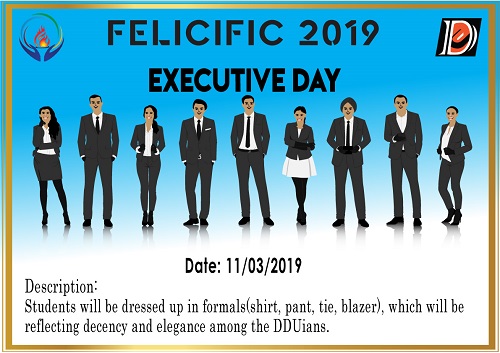 FELICIFIC 2019
EXECUTIVE DAY
Date: 11/03/2019
Description:
Students will be dressed up in formals(shirt, pant, tie, blazer), which will be
reflecting decency and elegance among the DDUians.